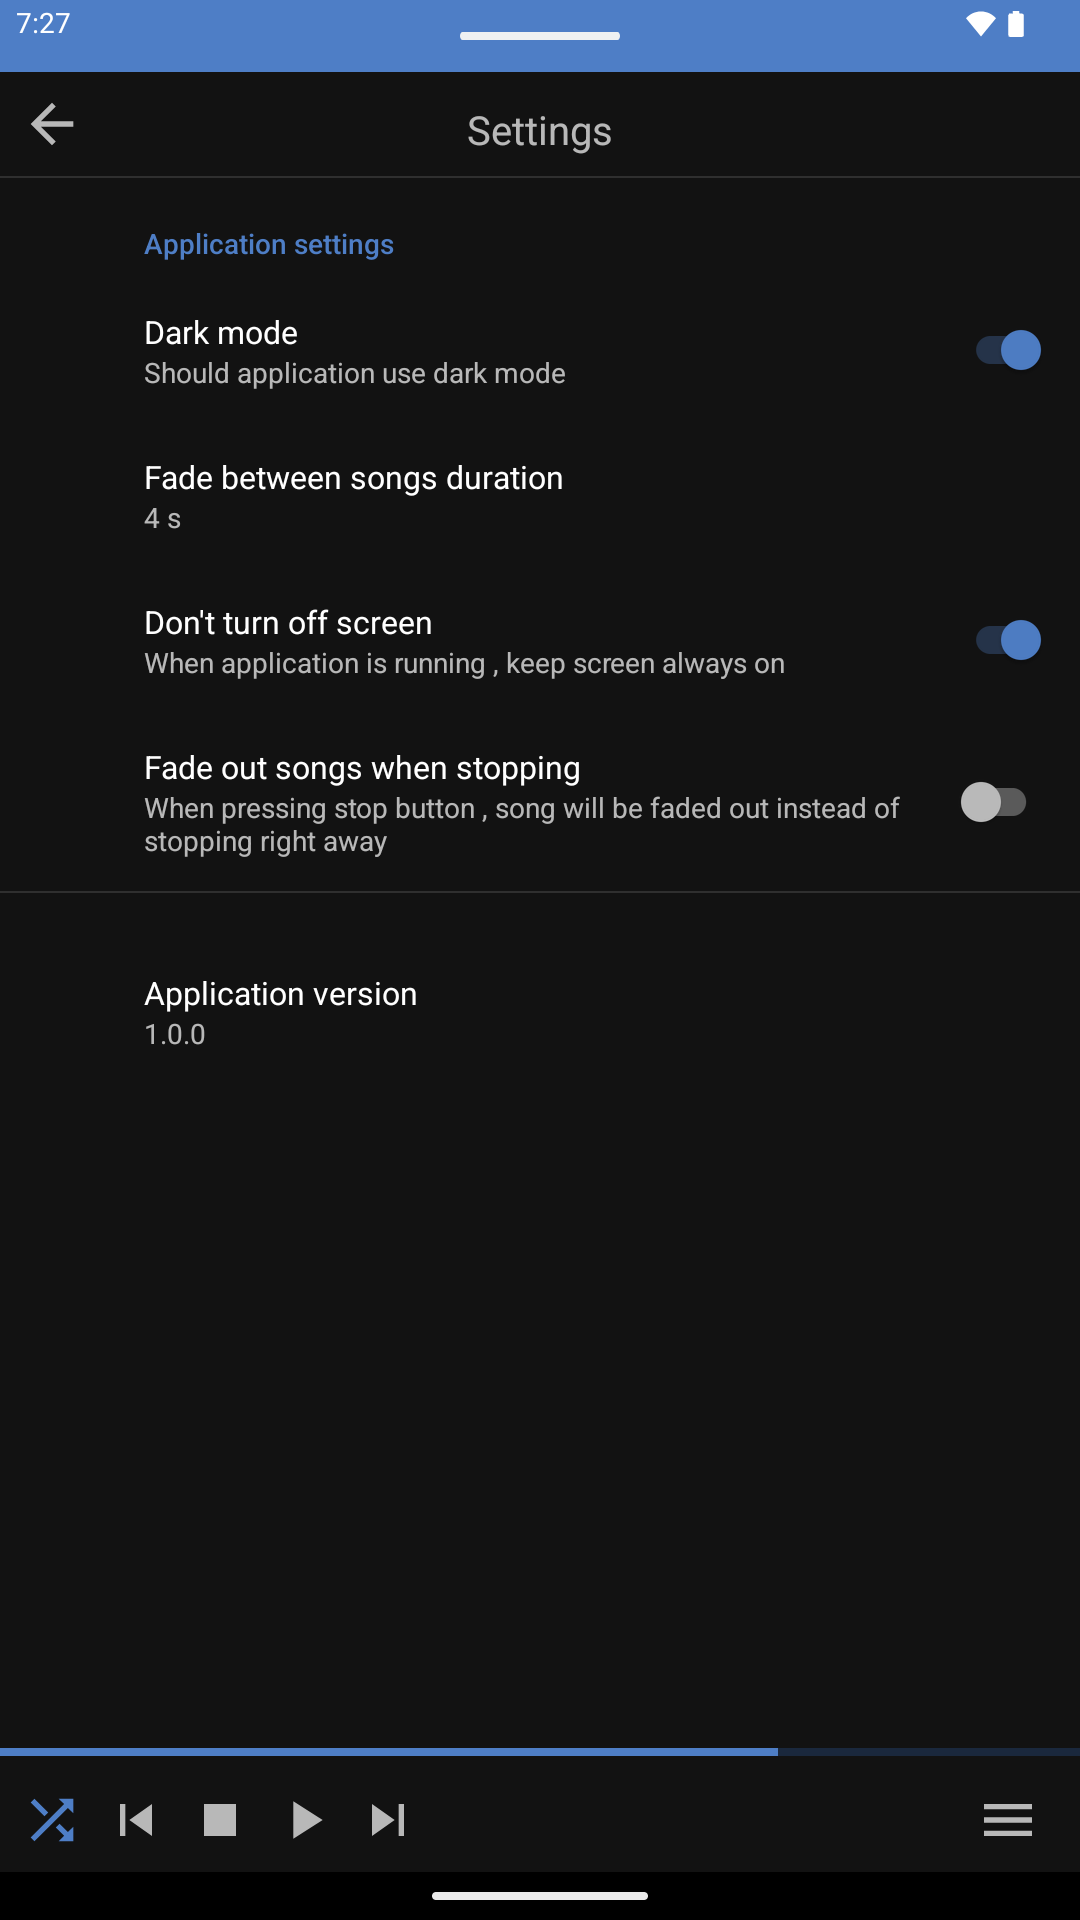 7:27
Settings
Application settings
Dark mode
Should application use dark mode
Fade between songs duration
4 s
Don't turn off screen
When application is running , keep screen always on
Fade out songs when stopping
When pressing stop button , song will be faded out instead of
stopping right away
Application version
1.0.0